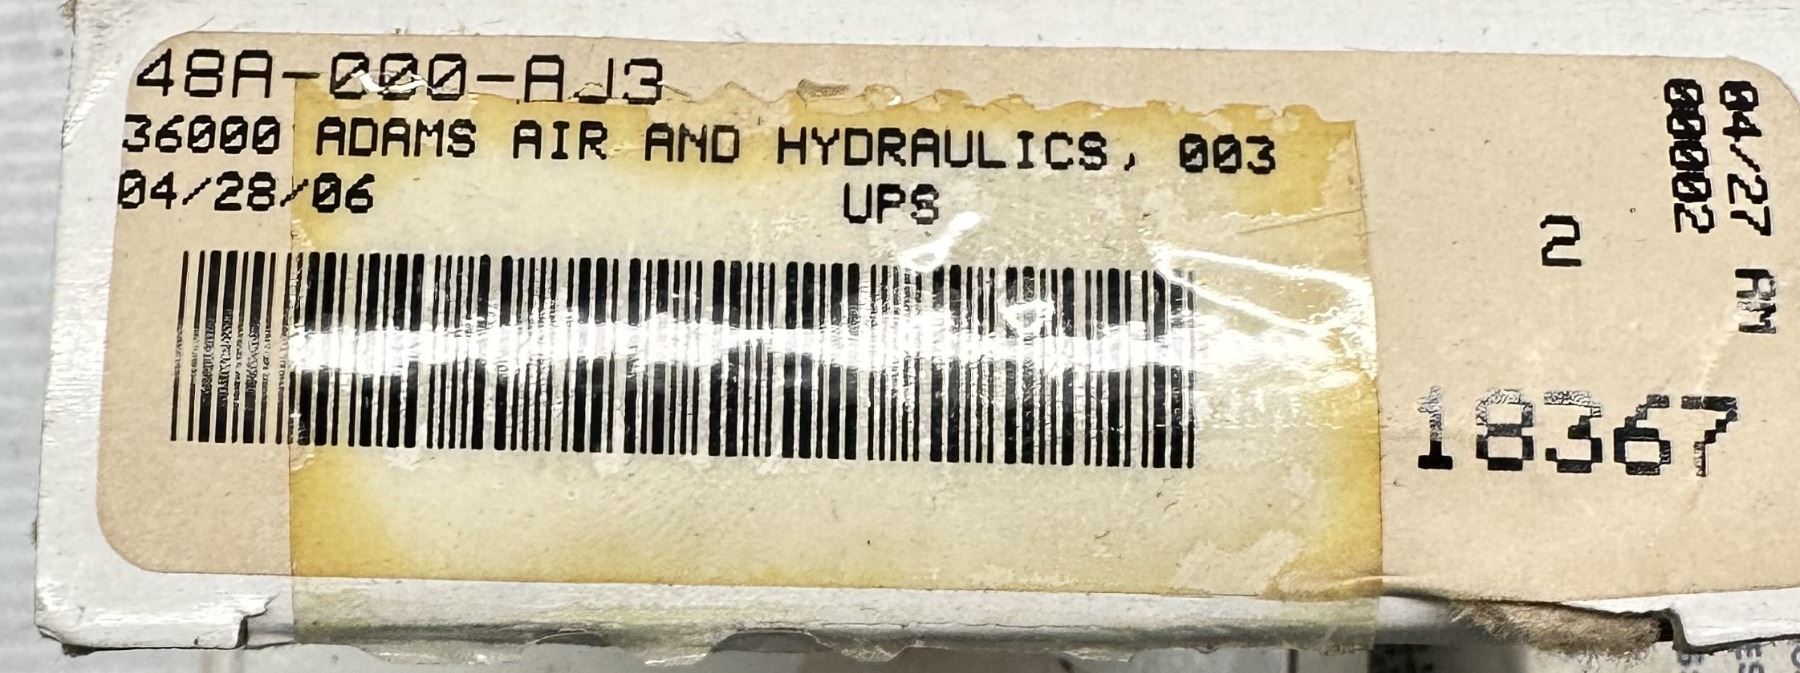 48A-000-AJ3
36000 ADAMS AIR AND HYDRAULICS, 003
04/28/06 UPS
2
18367
04/27 AM
000002